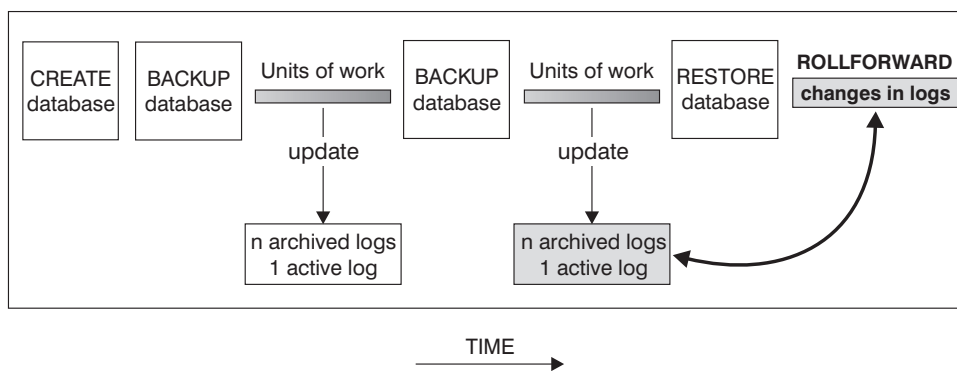 CREATE
database
BACKUP
database
Units of work
update
n archived logs
1 active log
BACKUP
database
Units of work
update
n archived logs
1 active log
RESTORE
database
ROLLFORWARD
changes in logs
TIME